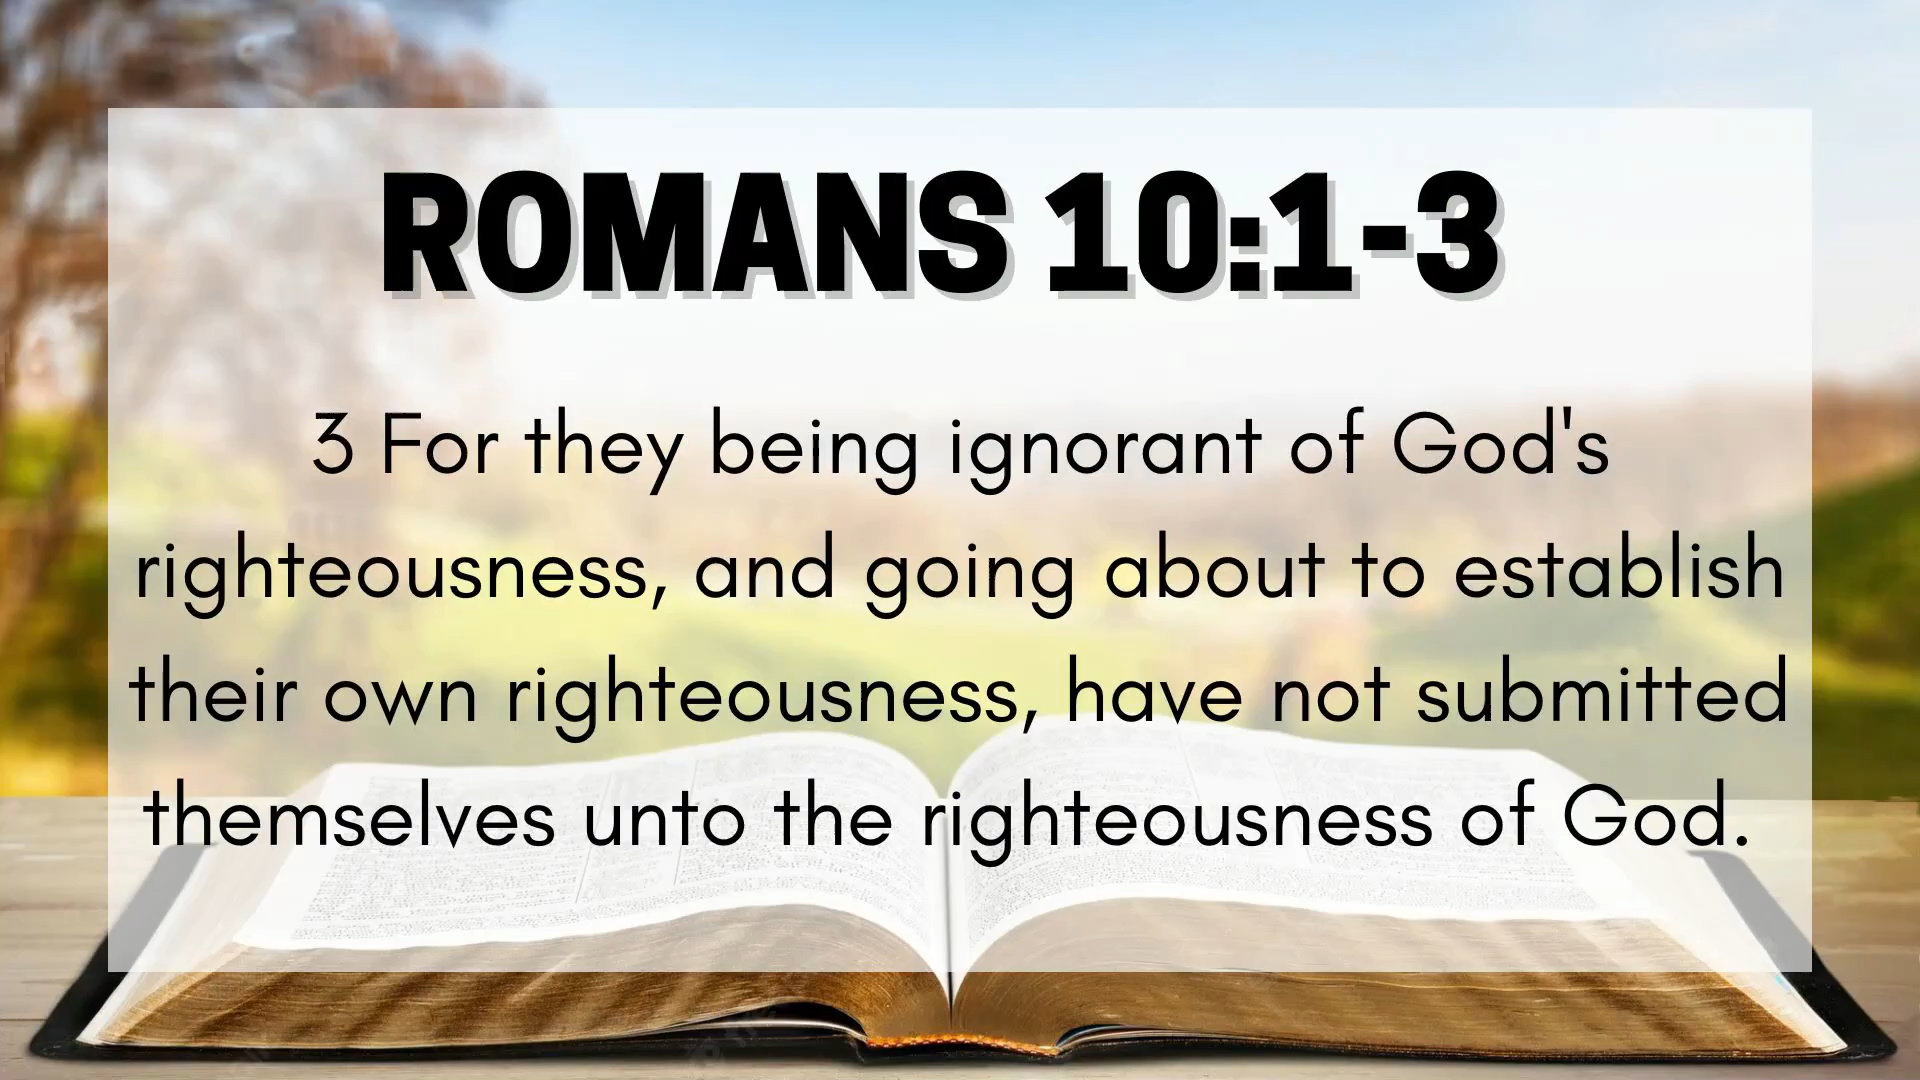 ROMANS 10:1-3
3 For they being ignorant of God's
righteousness, and going about to establish
their own righteousness, have not submitted
themselves unto the righteousness of God.